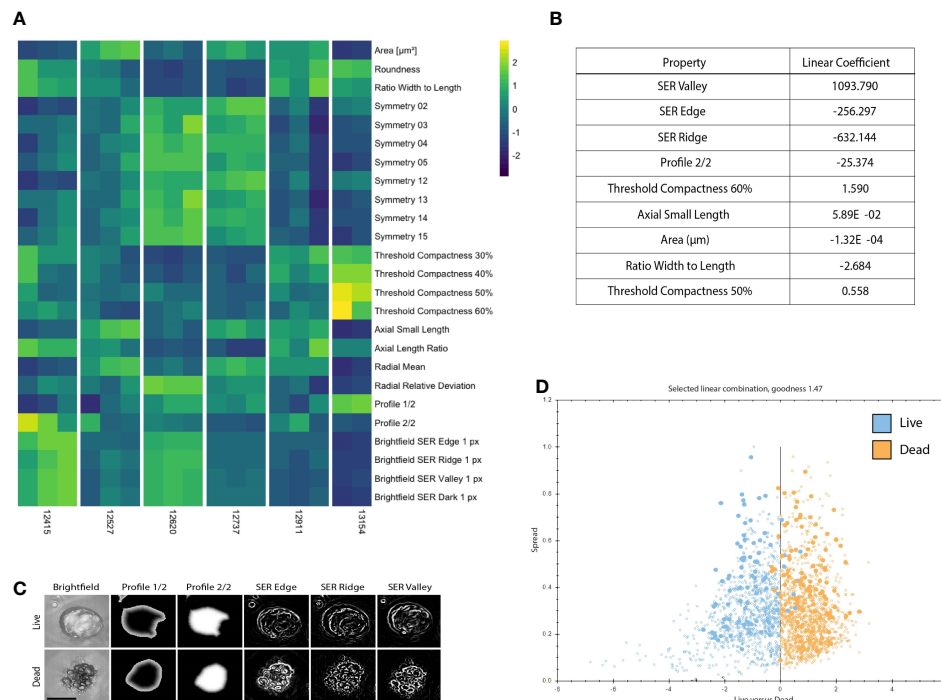 A
Area [µm²]
Roundness
Ratio Width to Length
Symmetry 02
Symmetry 03
Symmetry 04
Symmetry 05
Symmetry 12
Symmetry 13
Symmetry 14
Symmetry 15
Threshold Compactness 30%
Threshold Compactness 40%
Threshold Compactness 50%
Threshold Compactness 60%
Axial Small Length
Axial Length Ratio
Radial Mean
Radial Relative Deviation
Profile 1/2
Profile 2/2
Brightfield SER Edge 1 px
Brightfield SER Ridge 1 px
Brightfield SER Valley 1 px
Brightfield SER Dark 1 px
2
1
0
-1
-2
12415 12527 12620 12737 12911 13154
B
Property Linear Coefficient
SER Valley 1093.790
SER Edge -256.297
SER Ridge -632.144
Profile 2/2 -25.374
Threshold Compactness 60% 1.590
Axial Small Length 5.89E -02
Area (µm) -1.32E -04
Ratio Width to Length -2.684
Threshold Compactness 50% 0.558
C
Brightfield Profile 1/2 Profile 2/2 SER Edge SER Ridge SER Valley
Live
Dead
D
Selected linear combination, goodness 1.47
Live
Dead
Spread
1.2
1.0
0.8
0.6
0.4
0.2
0.0
-8 -6 -4 -2 0 2 4 6
Live versus Dead